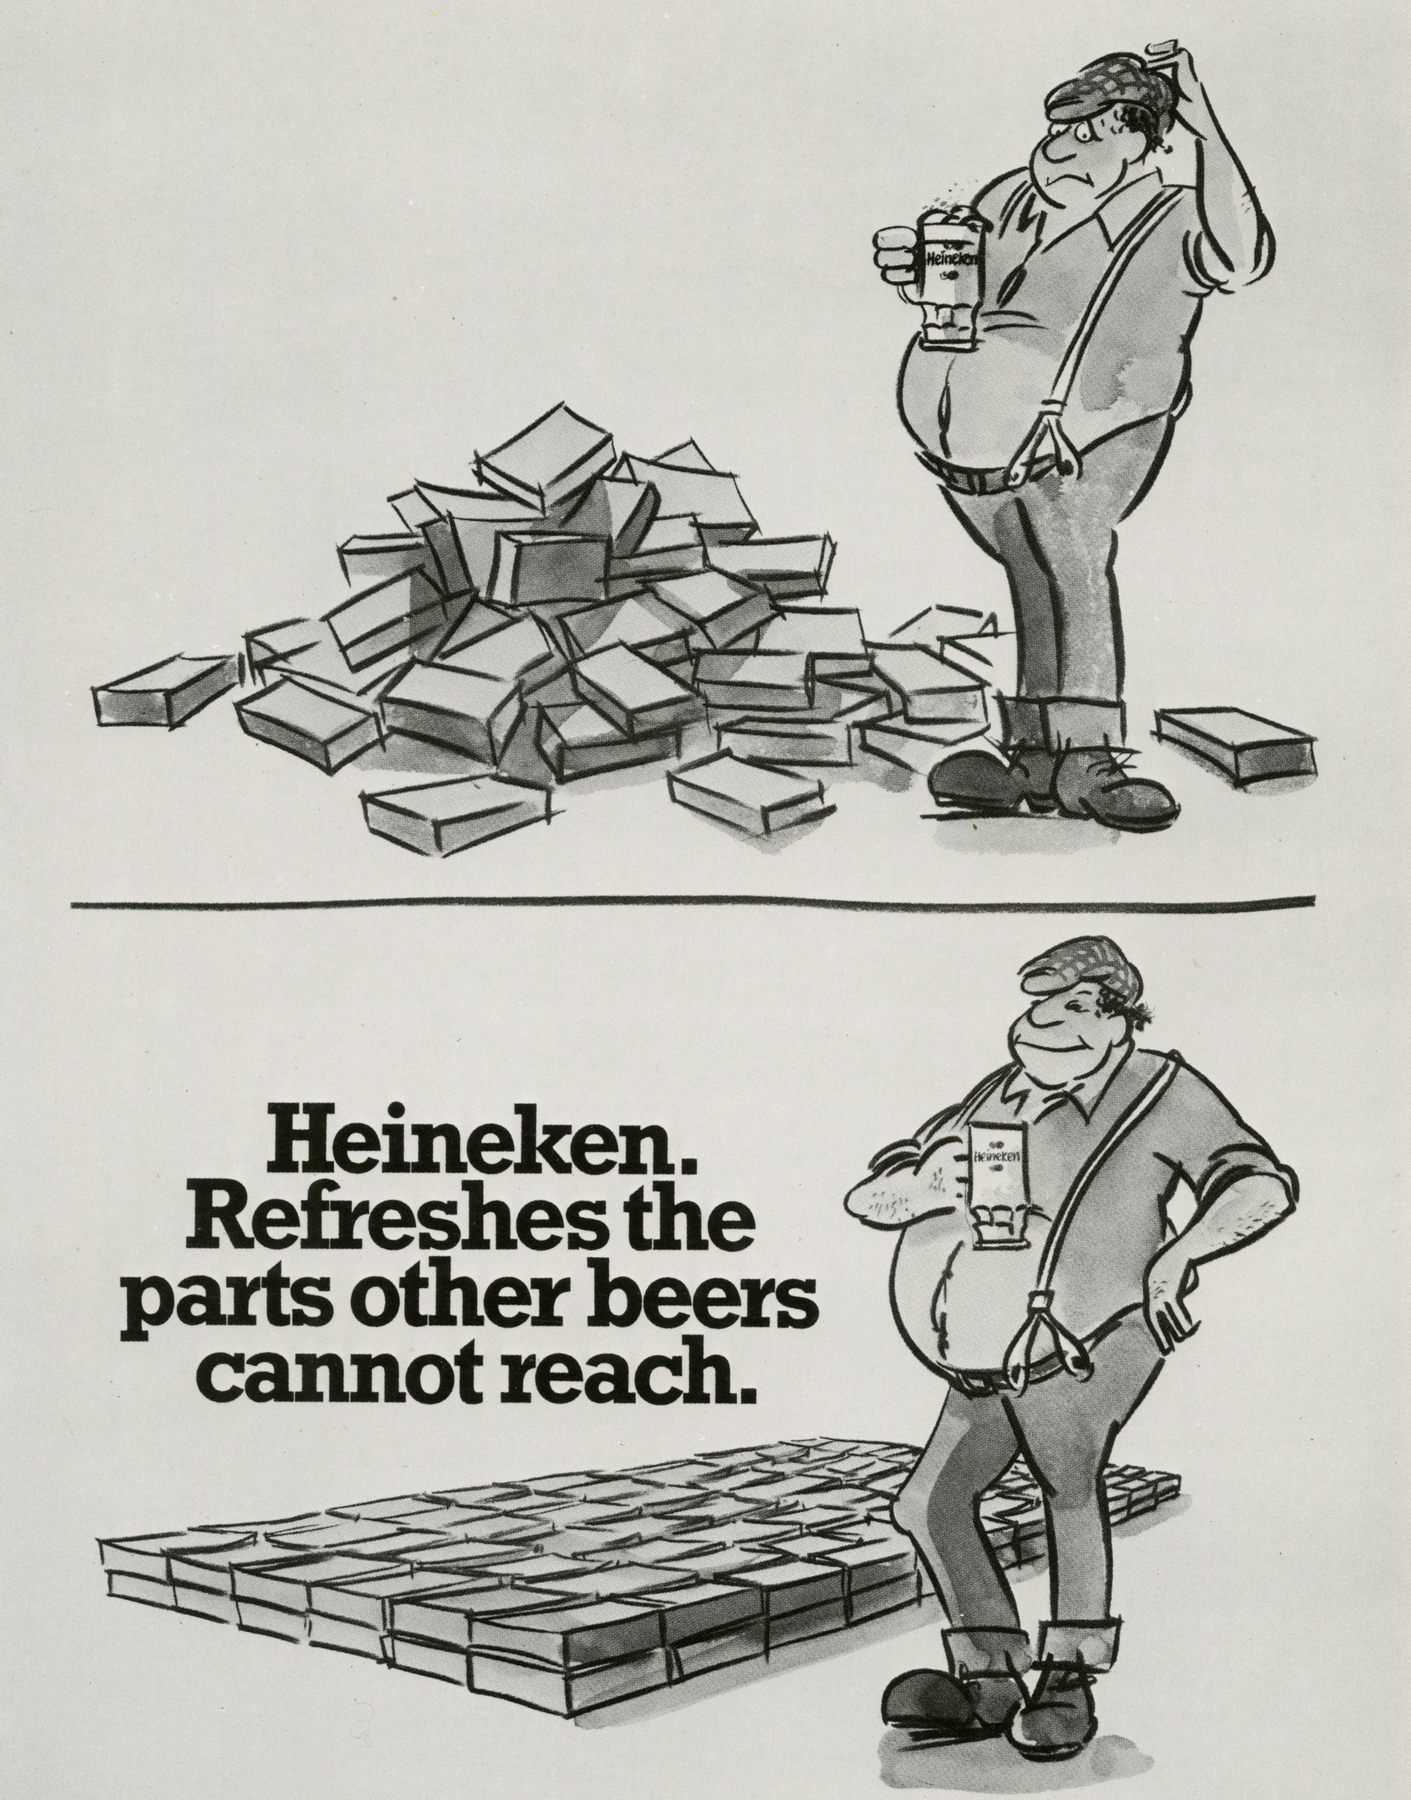 Heineken
Heineken
Heineken.
Refreshes the
parts other beers
cannot reach.